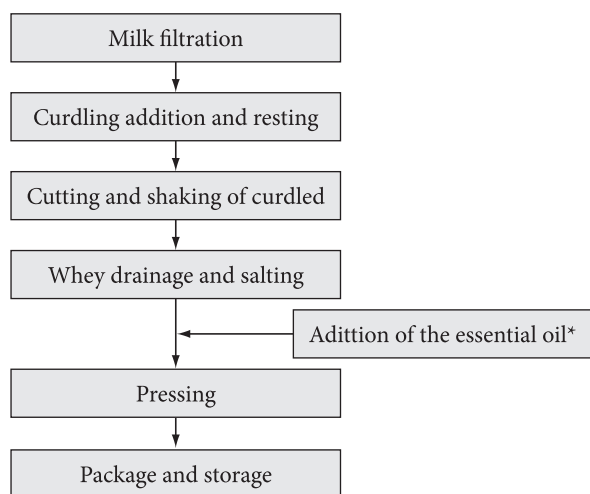 Milk filtration
Curdling addition and resting
Cutting and shaking of curdled
Whey drainage and salting
Adittion of the essential oil*
Pressing
Package and storage